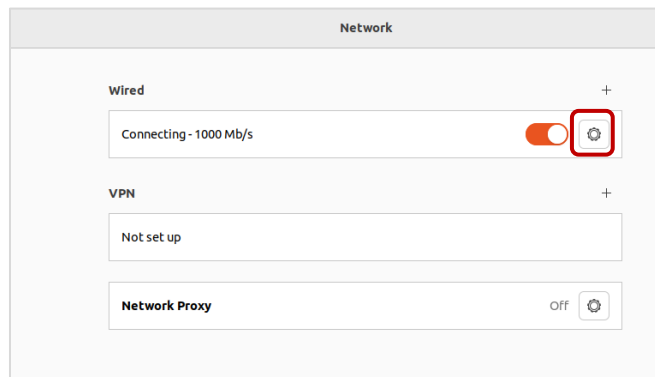 Network
Wired
+
Connecting - 1000 Mb/s
VPN
+
Not set up
Network Proxy
Off